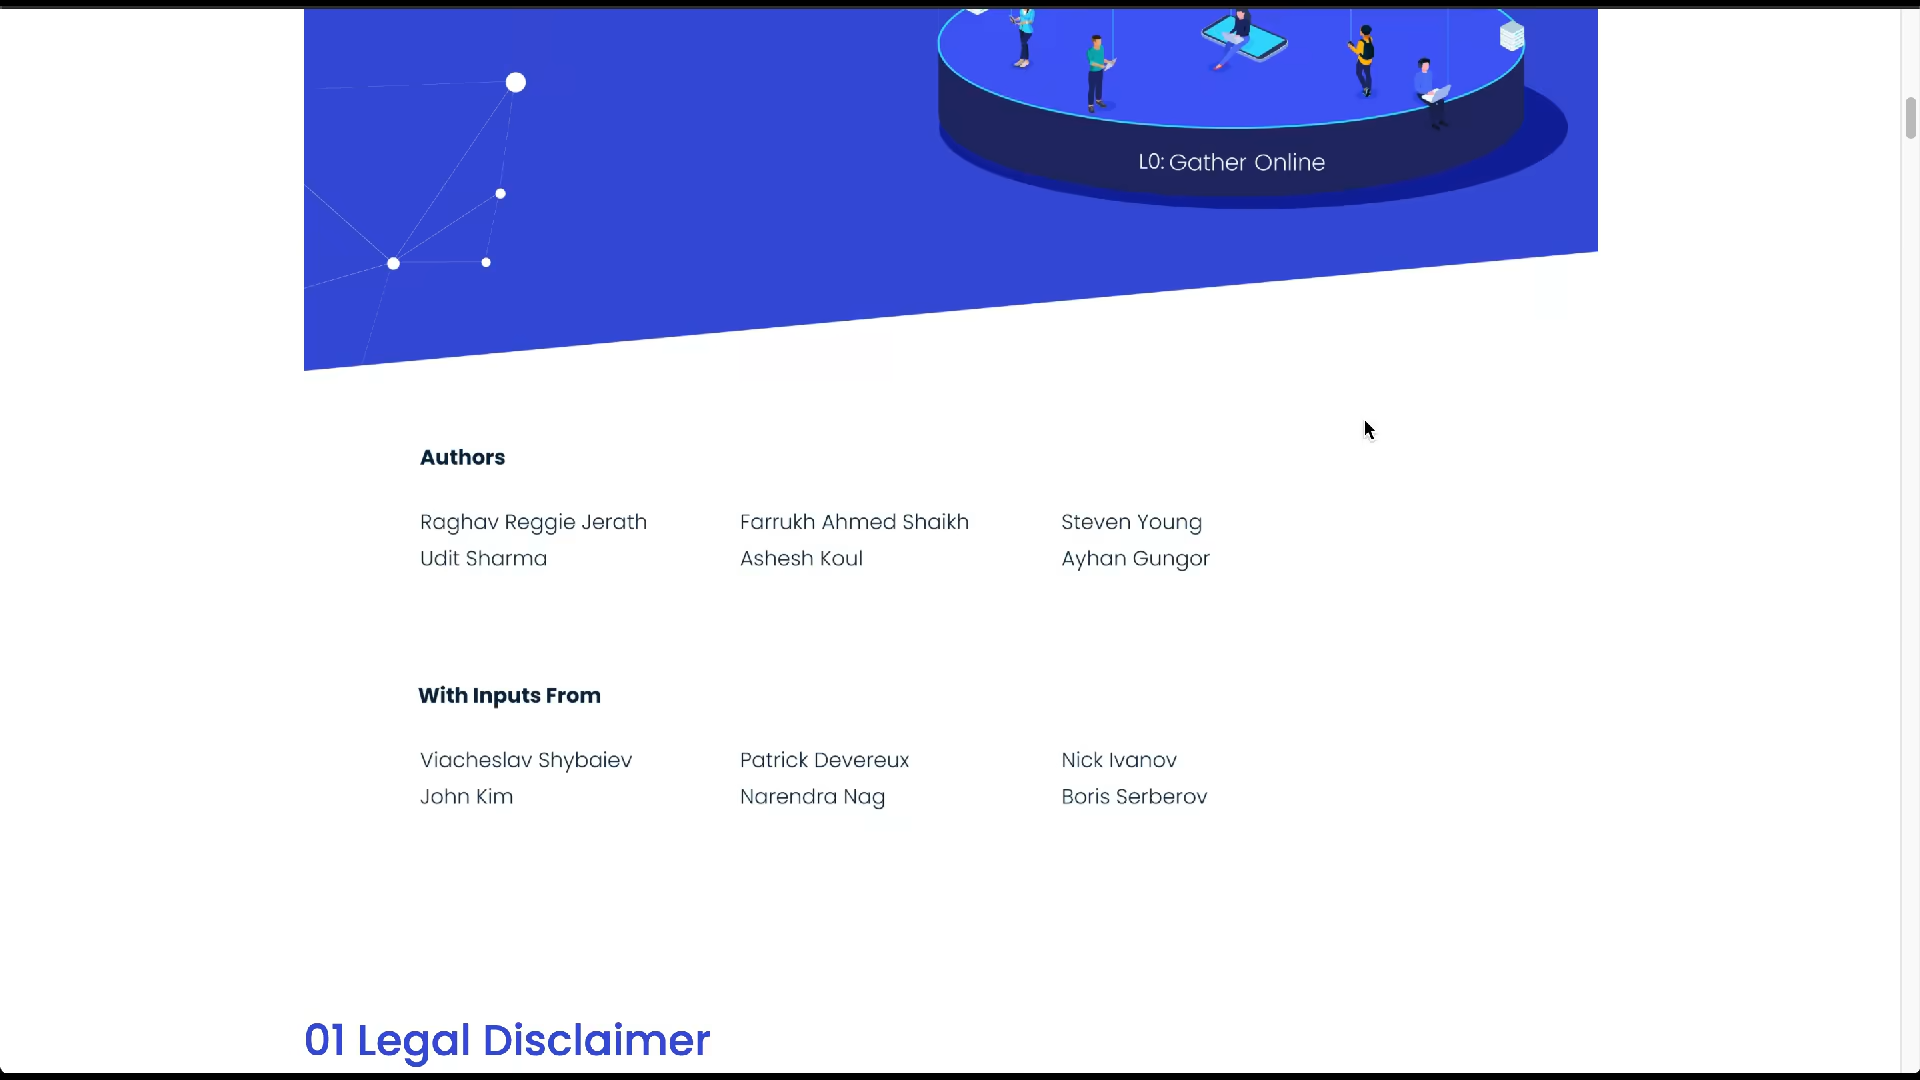 L0: Gather Online
Authors
Raghav Reggie Jerath Farrukh Ahmed Shaikh Steven Young
Udit Sharma Ashesh Koul Ayhan Gungor
With Inputs From
Viacheslav Shybaiev Patrick Devereux Nick Ivanov
John Kim Narendra Nag Boris Serberov
01 Legal Disclaimer